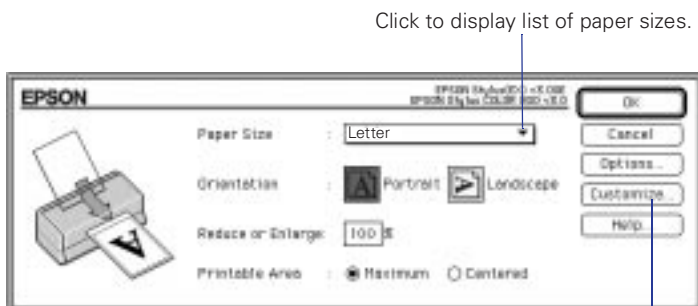 Click to display list of paper sizes.
EPSON
OK
Paper Size : Letter
Cancel
Options...
Orientation : Portrait Landscape
Customize...
Reduce or Enlarge: 100 %
Help...
Printable Area : Maximum Centered